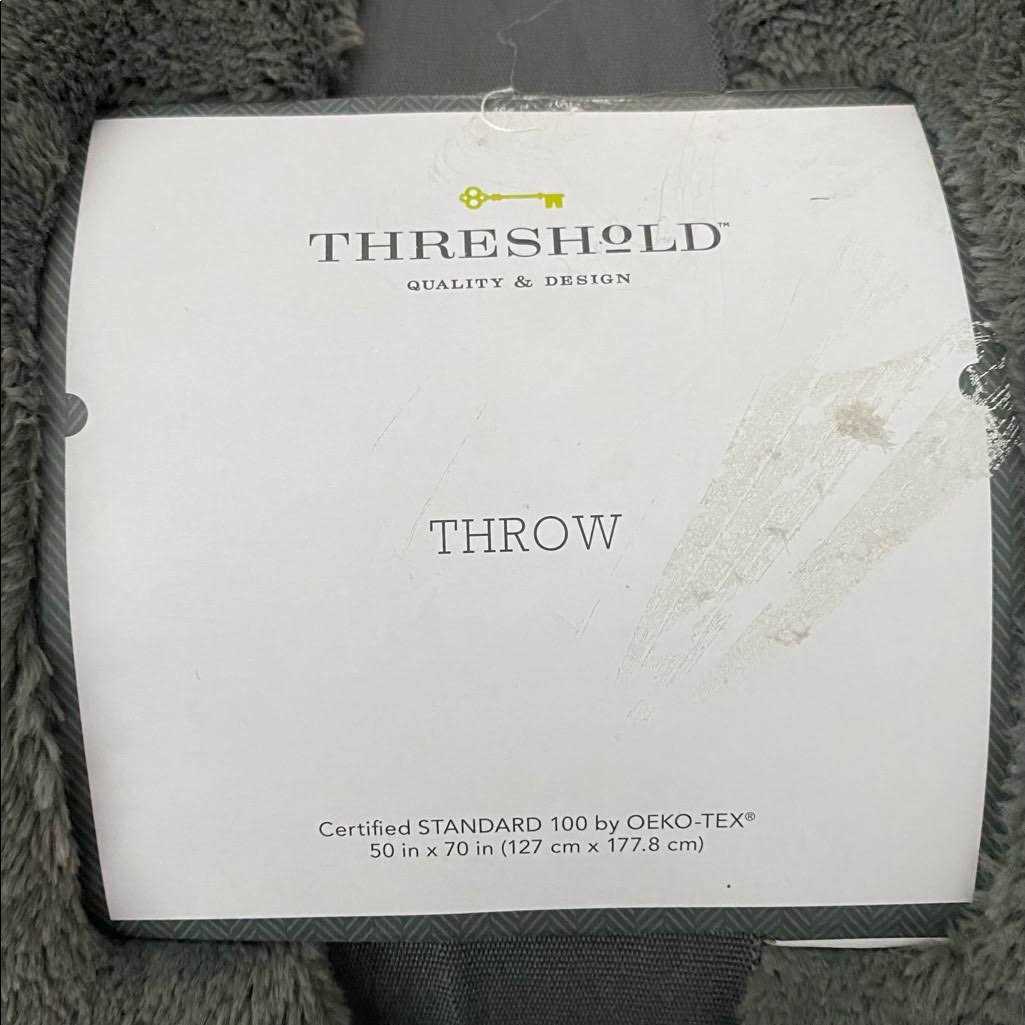 THRESHOLD™
QUALITY & DESIGN
THROW
Certified STANDARD 100 by OEKO-TEX®
50 in x 70 in (127 cm x 177.8 cm)